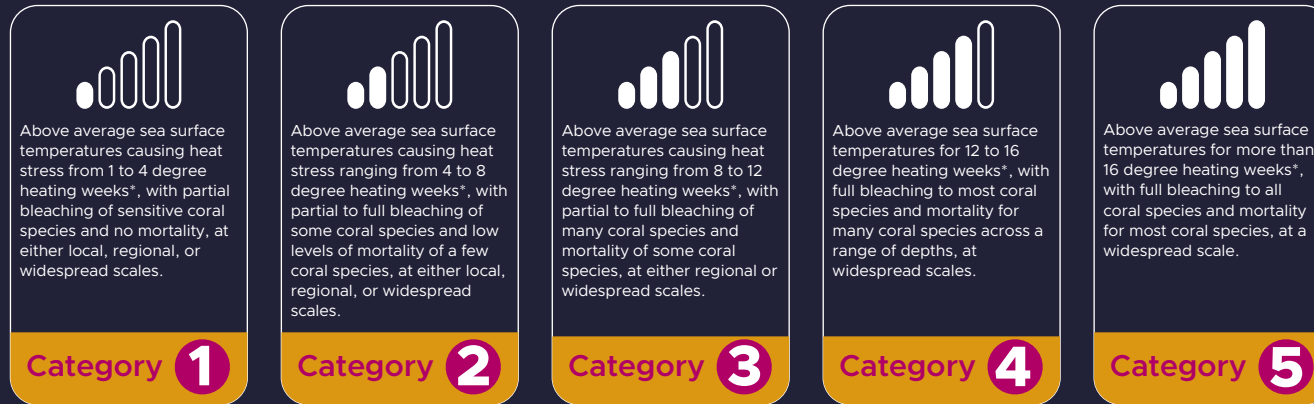 Above average sea surface
temperatures causing heat
stress from 1 to 4 degree
heating weeks*, with partial
bleaching of sensitive coral
species and no mortality, at
either local, regional, or
widespread scales.
Category 1
Above average sea surface
temperatures causing heat
stress ranging from 4 to 8
degree heating weeks*, with
partial to full bleaching of
some coral species and low
levels of mortality of a few
coral species, at either local,
regional, or widespread
scales.
Category 2
Above average sea surface
temperatures causing heat
stress ranging from 8 to 12
degree heating weeks*, with
partial to full bleaching of
many coral species and
mortality of some coral
species, at either regional or
widespread scales.
Category 3
Above average sea surface
temperatures for 12 to 16
degree heating weeks*, with
full bleaching to most coral
species and mortality for
many coral species across a
range of depths, at
widespread scales.
Category 4
Above average sea surface
temperatures for more than
16 degree heating weeks*,
with full bleaching to all
coral species and mortality
for most coral species, at a
widespread scale.
Category 5